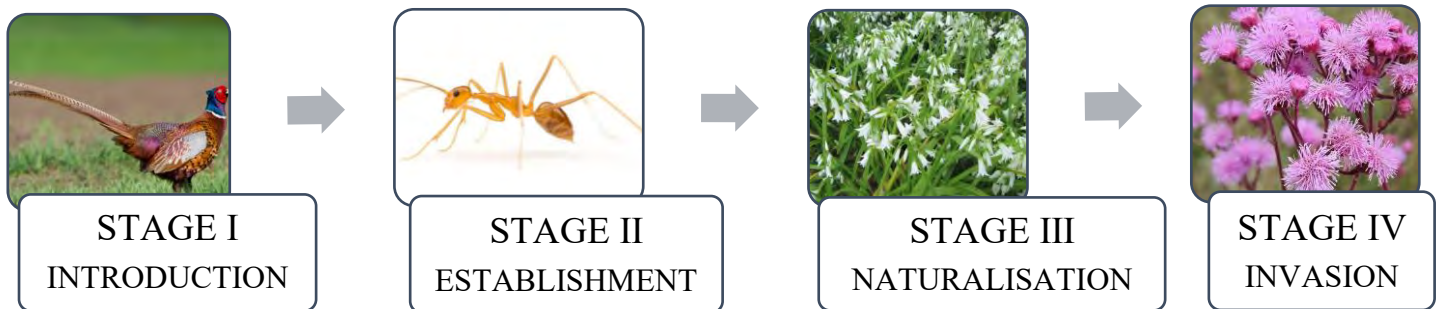 STAGE I
INTRODUCTION
STAGE II
ESTABLISHMENT
STAGE III
NATURALISATION
STAGE IV
INVASION